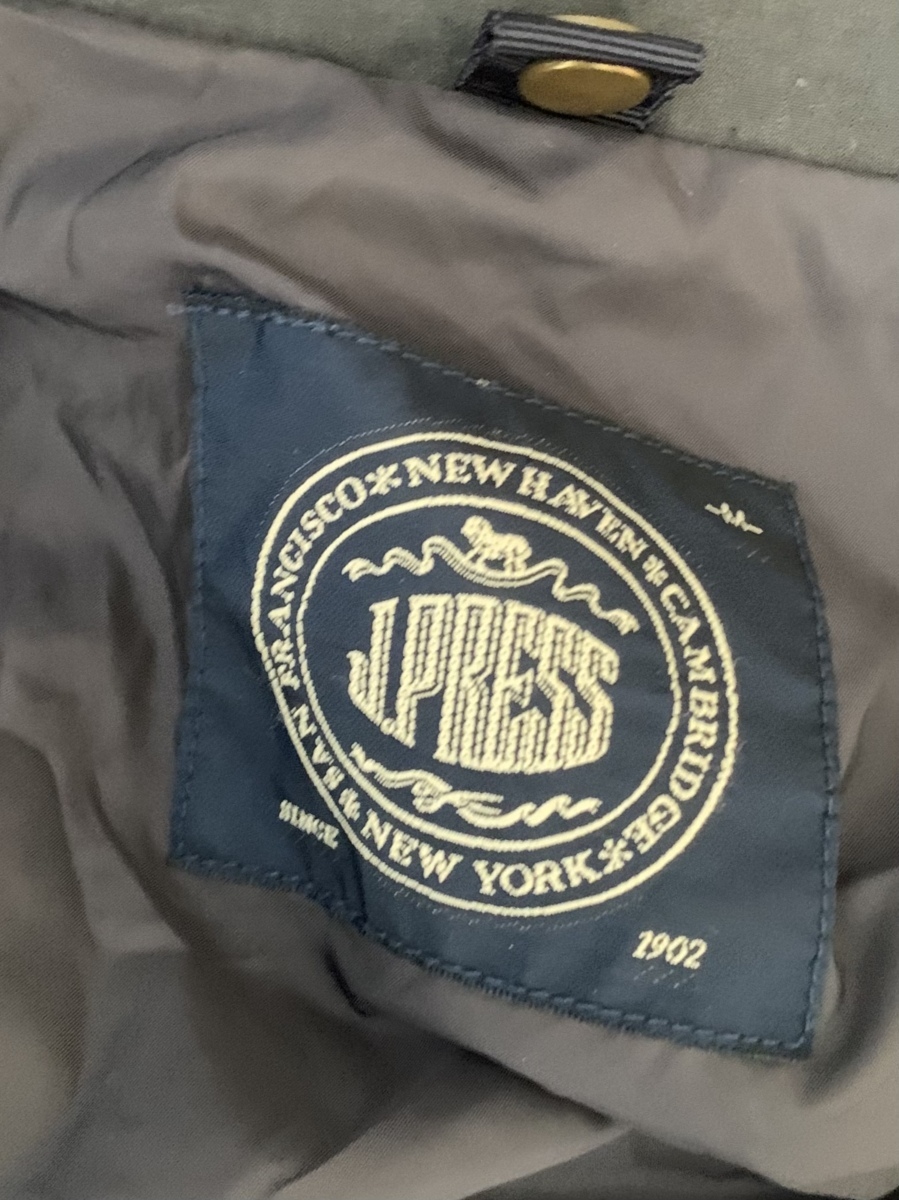 SAN FRANCISCO * NEW HAVEN * CAMBRIDGE * NEW YORK *
J.PRESS
SINCE
1902